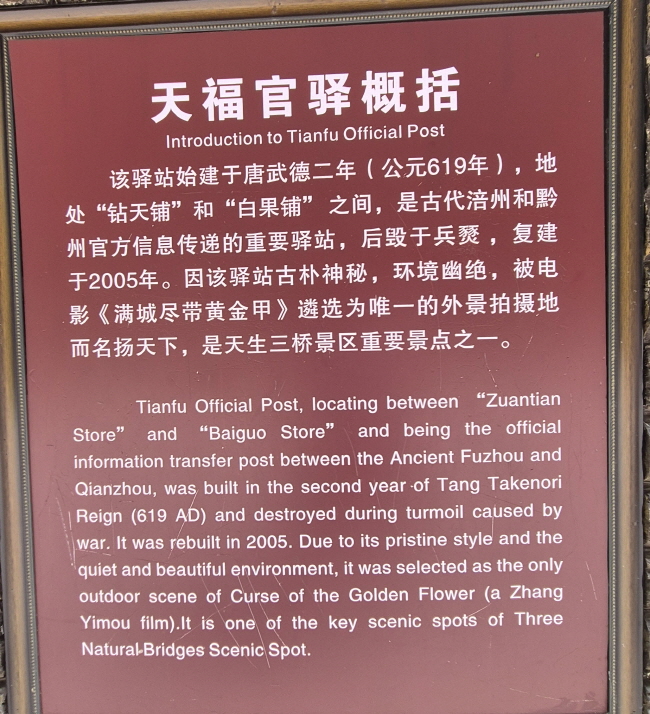 天福官驿概括
Introduction to Tianfu Official Post
该驿站始建于唐武德二年（公元619年），地
处“钻天铺”和“白果铺”之间，是古代涪州和黔
州官方信息传递的重要驿站，后毁于兵燹，复建
于2005年。因该驿站古朴神秘，环境幽绝，被电
影《满城尽带黄金甲》遴选为唯一的外景拍摄地
而名扬天下，是天生三桥景区重要景点之一。
Tianfu Official Post, locating between “Zuantian
Store” and “Baiguo Store” and being the official
information transfer post between the Ancient Fuzhou and
Qianzhou, was built in the second year of Tang Takenori
Reign (619 AD) and destroyed during turmoil caused by
war. It was rebuilt in 2005. Due to its pristine style and the
quiet and beautiful environment, it was selected as the only
outdoor scene of Curse of the Golden Flower (a Zhang
Yimou film).It is one of the key scenic spots of Three
Natural Bridges Scenic Spot.